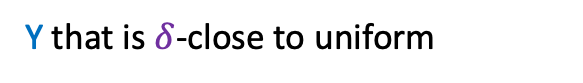 Y that is δ-close to uniform